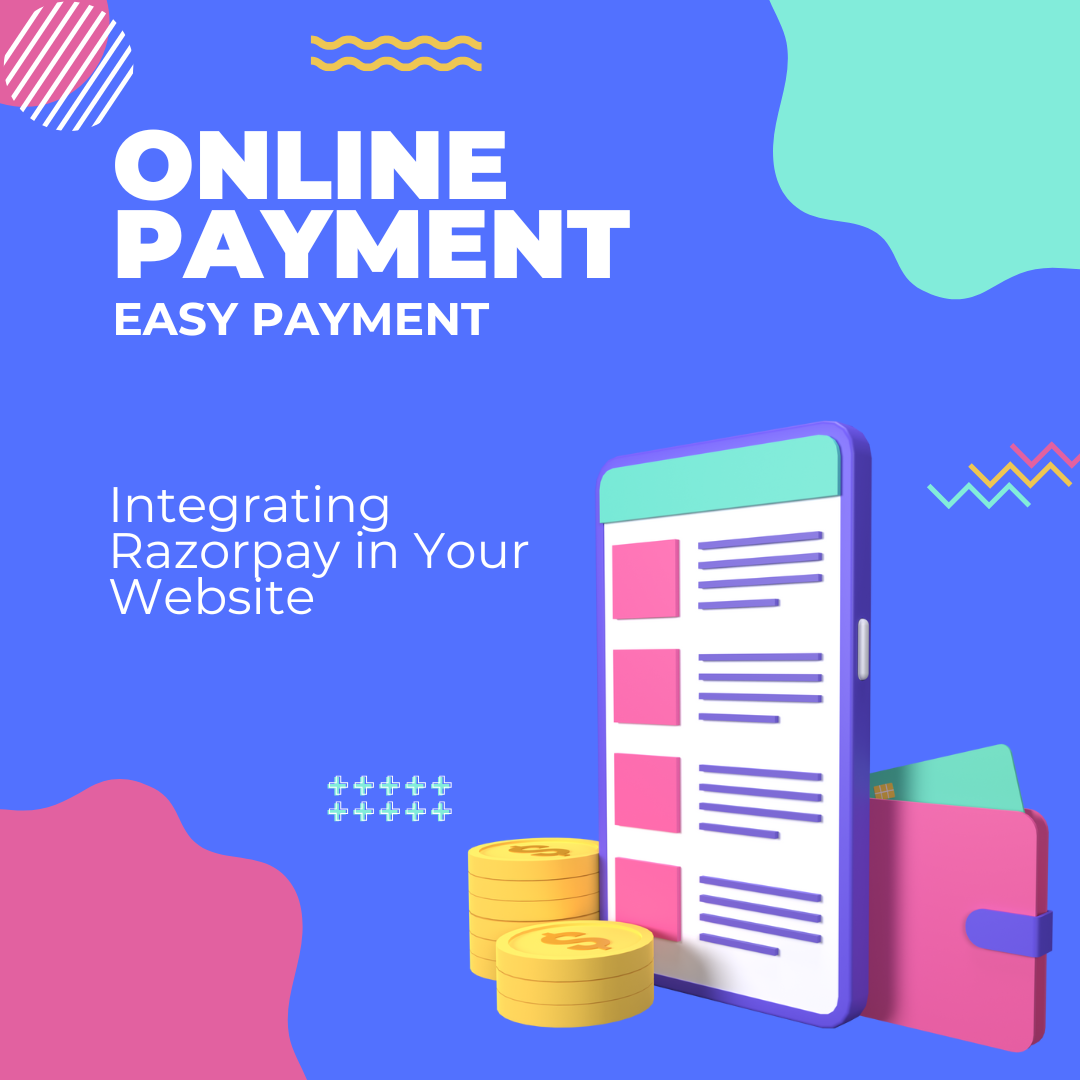 ONLINE
PAYMENT
EASY PAYMENT
Integrating
Razorpay in Your
Website
$
$